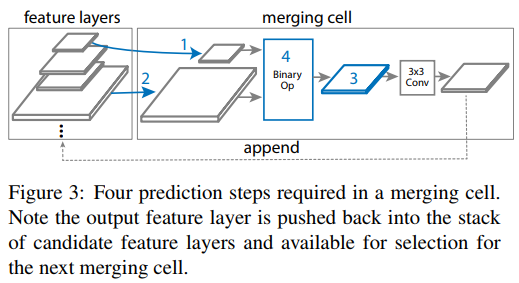 feature layers
merging cell
1
2
4
Binary
Op
3
3x3
Conv
append
Figure 3: Four prediction steps required in a merging cell.
Note the output feature layer is pushed back into the stack
of candidate feature layers and available for selection for
the next merging cell.